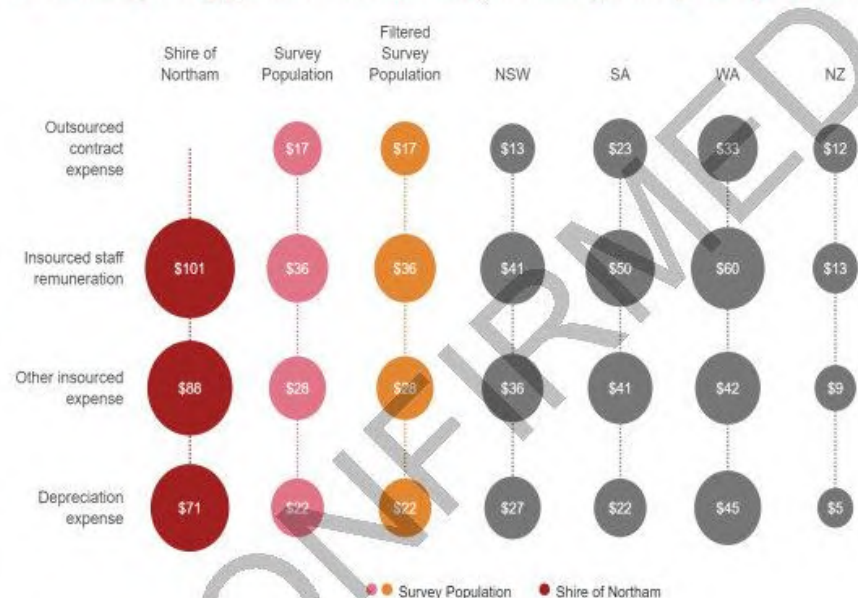 Shire of
Northam
Survey
Population
Filtered
Survey
Population
NSW
SA
WA
NZ
Outsourced
contract
expense
$17
$17
$13
$23
$33
$12
Insourced staff
remuneration
$101
$36
$36
$41
$50
$60
$13
Other insourced
expense
$88
$28
$28
$36
$41
$42
$9
Depreciation
expense
$71
$22
$22
$27
$22
$45
$5
Survey Population
Shire of Northam
ONFIRMED